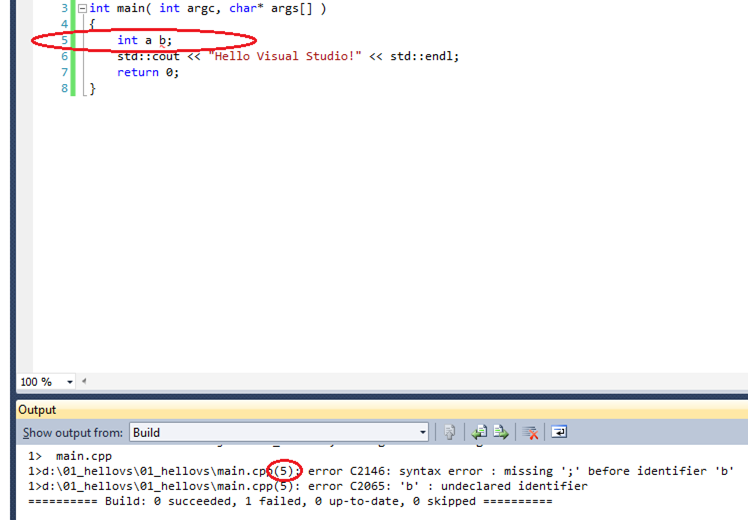 3 int main( int argc, char* args[] )
4 {
5 int a b;
6 std::cout << "Hello Visual Studio!" << std::endl;
7 return 0;
8 }
100 %
Output
Show output from: Build
1> main.cpp
1>d:\01_hellovs\01_hellovs\main.cpp(5): error C2146: syntax error : missing ';' before identifier 'b'
1>d:\01_hellovs\01_hellovs\main.cpp(5): error C2065: 'b' : undeclared identifier
========== Build: 0 succeeded, 1 failed, 0 up-to-date, 0 skipped ==========